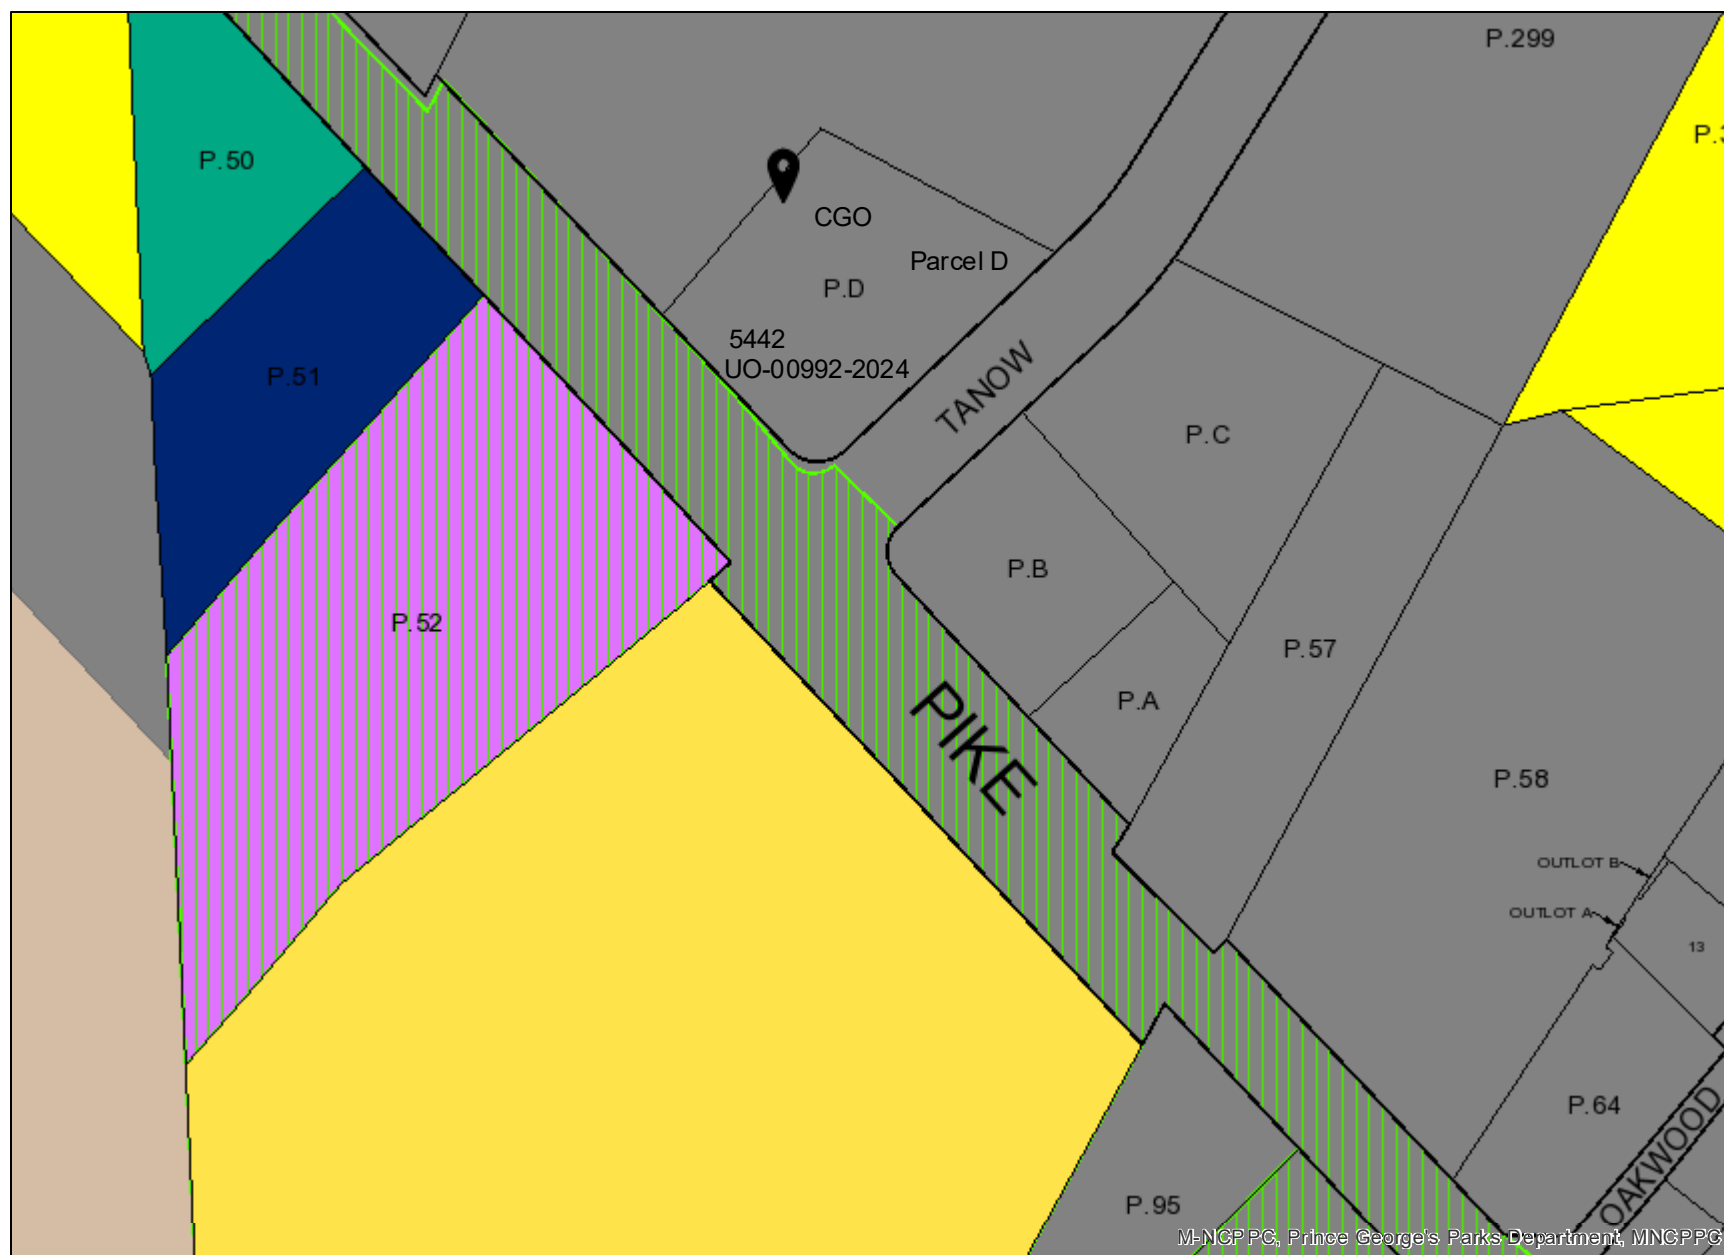 P.299
P.3
P.50
CGO
Parcel D
P.D
5442
UO-00992-2024
P.51
TANOW
P.C
P.B
P.52
P.57
P.A
PIKE
P.58
OUTLOT B
OUTLOT A
13
P.64
OAKWOOD
P.95
M-NCPPC, Prince George's Parks Department, MNCPPC